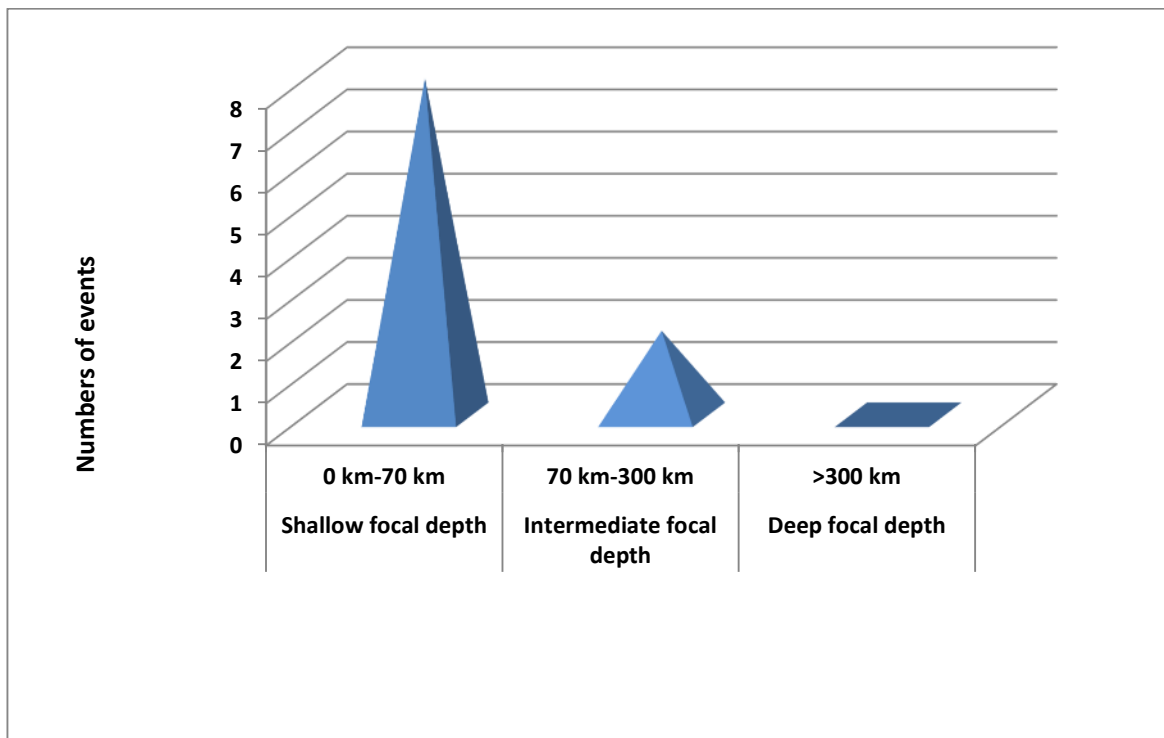 8
7
6
5
4
3
2
1
0
Numbers of events
0 km-70 km
70 km-300 km
>300 km
Shallow focal depth
Intermediate focal
depth
Deep focal depth